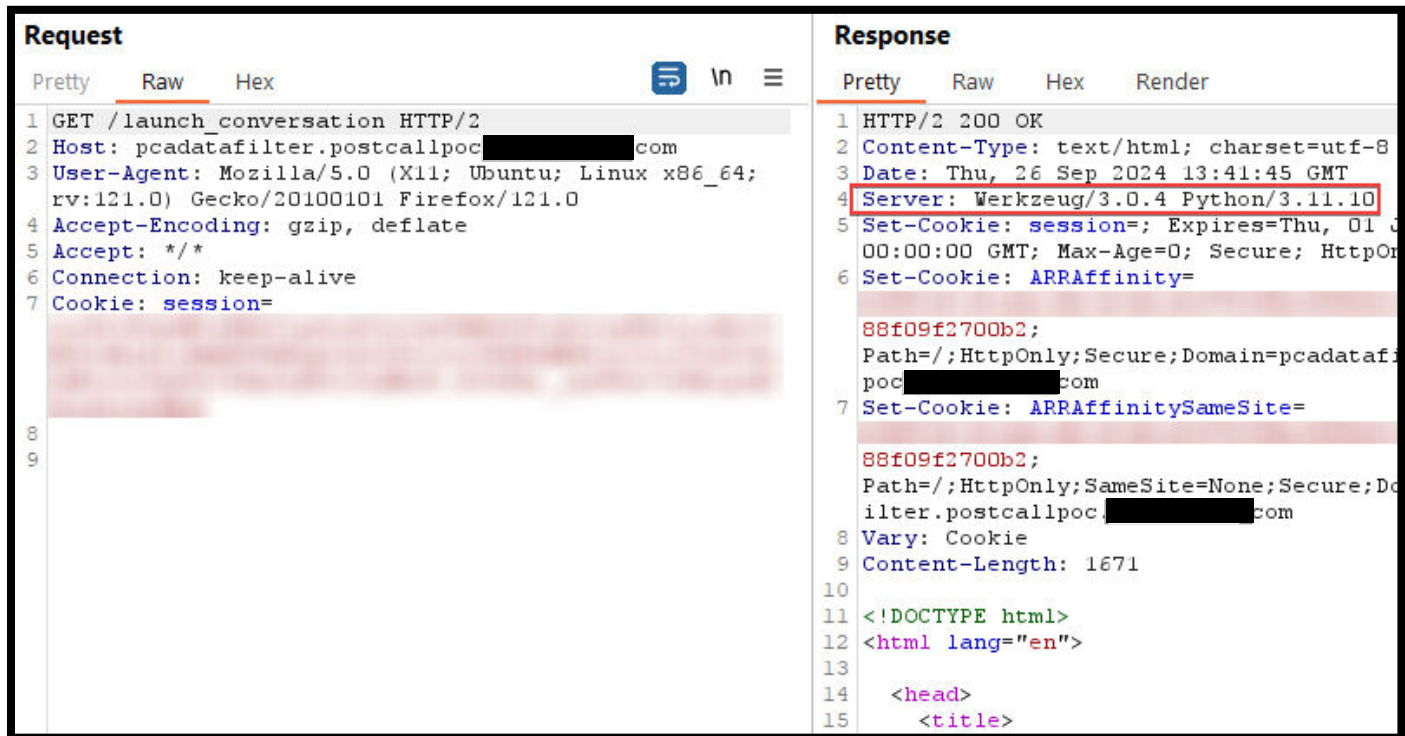 Request
Pretty Raw Hex \n
1 GET /launch_conversation HTTP/2
2 Host: pcadatafilter.postcallpoc com
3 User-Agent: Mozilla/5.0 (X11; Ubuntu; Linux x86_64;
rv:121.0) Gecko/20100101 Firefox/121.0
4 Accept-Encoding: gzip, deflate
5 Accept: */*
6 Connection: keep-alive
7 Cookie: session=
8
9
Response
Pretty Raw Hex Render
1 HTTP/2 200 OK
2 Content-Type: text/html; charset=utf-8
3 Date: Thu, 26 Sep 2024 13:41:45 GMT
4 Server: Werkzeug/3.0.4 Python/3.11.10
5 Set-Cookie: session=; Expires=Thu, 01 J
00:00:00 GMT; Max-Age=0; Secure; HttpOn
6 Set-Cookie: ARRAffinity=
88f09f2700b2;
Path=/;HttpOnly;Secure;Domain=pcadatafi
poc com
7 Set-Cookie: ARRAffinitySameSite=
88f09f2700b2;
Path=/;HttpOnly;SameSite=None;Secure;Do
ilter.postcallpoc. com
8 Vary: Cookie
9 Content-Length: 1671
10
11 <!DOCTYPE html>
12 <html lang="en">
13
14 <head>
15 <title>